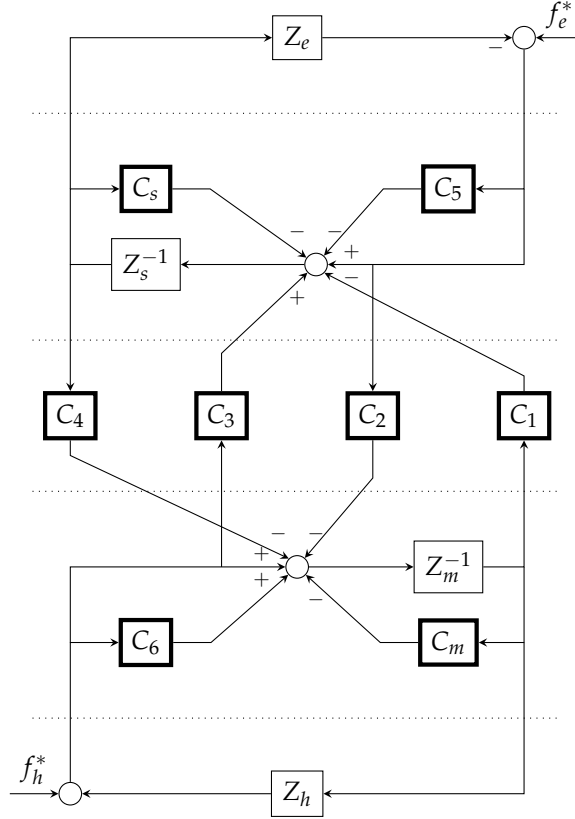 Z_e − f_e^*
C_s − − C_5
Z_s^{-1} + −
+
C_4 C_3 C_2 C_1
− −
+ Z_m^{-1}
+ −
C_6 C_m
f_h^*
Z_h